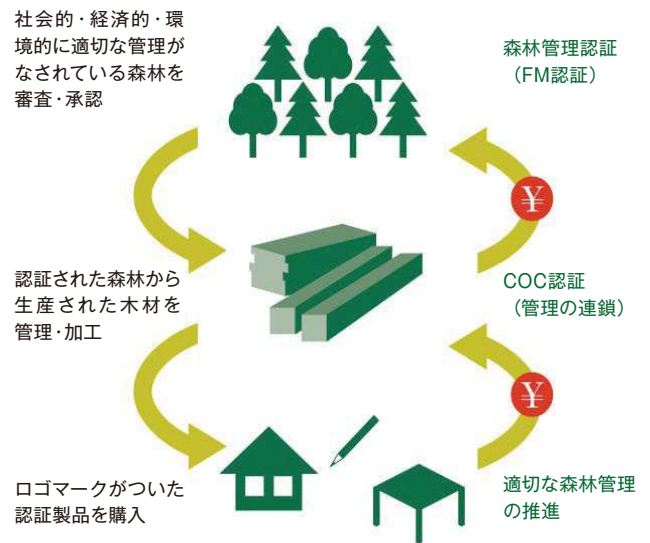 社会的・経済的・環
境的に適切な管理が
なされている森林を
審査・承認
森林管理認証
（FM認証）
¥
認証された森林から
生産された木材を
管理・加工
COC認証
（管理の連鎖）
¥
ロゴマークがついた
認証製品を購入
適切な森林管理
の推進